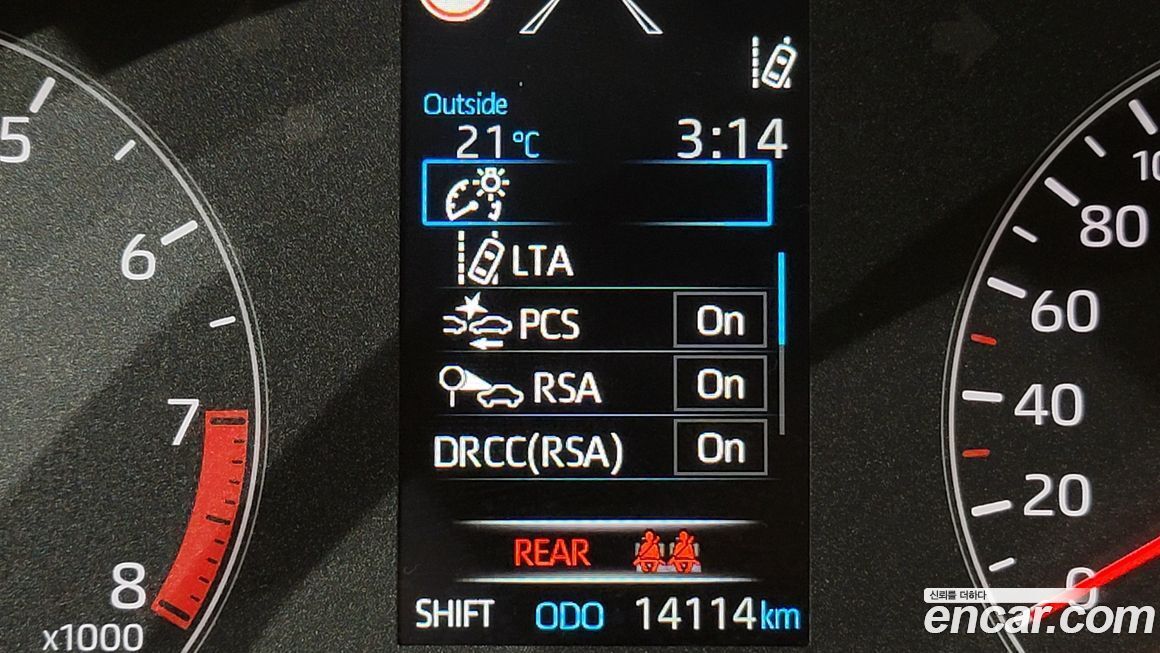 Outside
21°C 3:14
LTA
PCS On
RSA On
DRCC(RSA) On
REAR
SHIFT ODO 14114km
5
6
7
8
x1000
80
60
40
20
0
신뢰를 더하다
encar.com